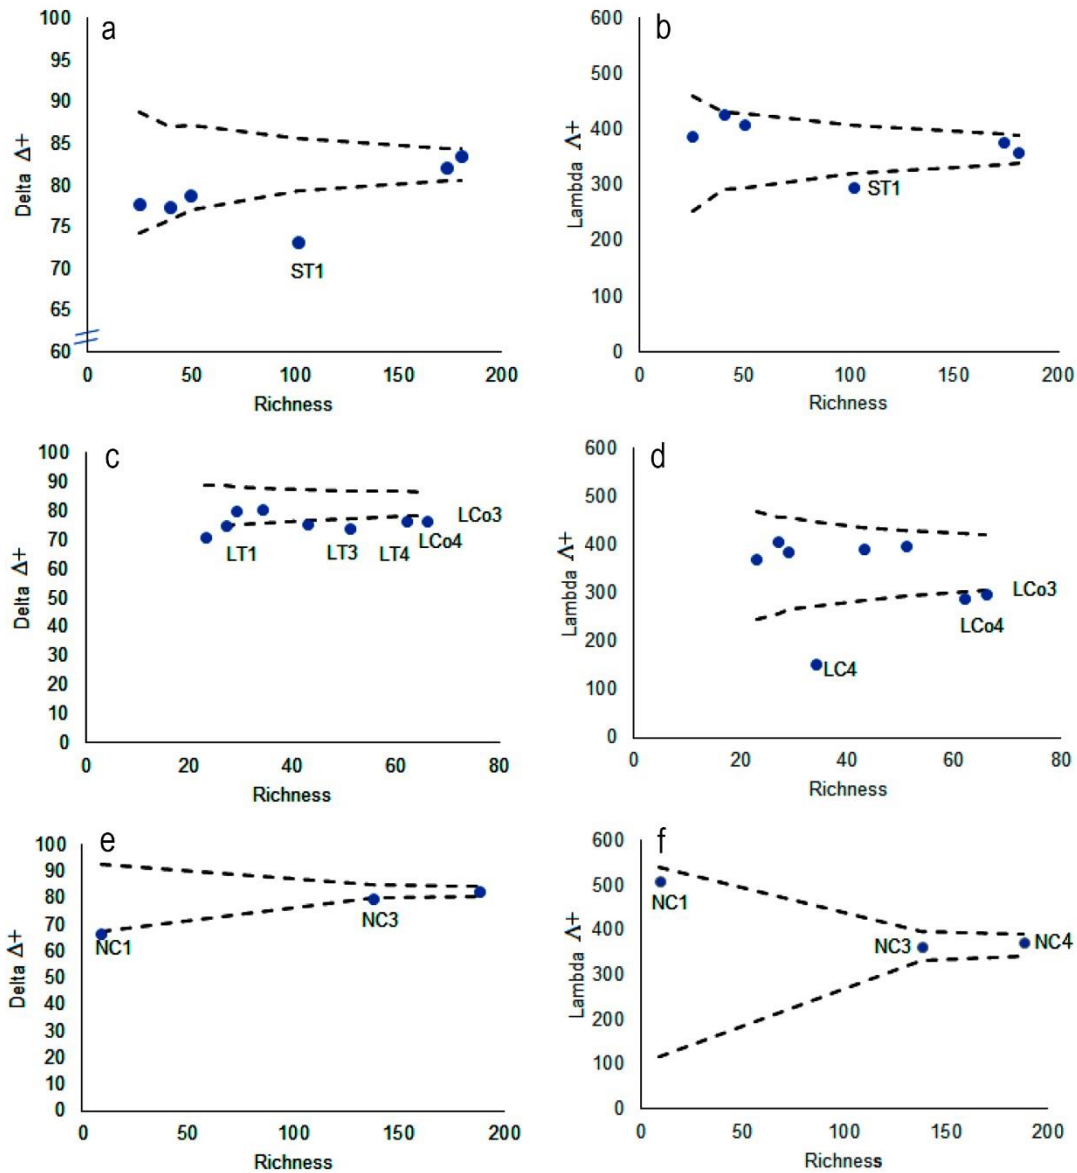 a
Delta Δ+
100
95
90
85
80
75
70
65
60
ST1
0 50 100 150 200
Richness
b
Lambda Λ+
600
500
400
300
200
100
0
ST1
0 50 100 150 200
Richness
c
Delta Δ+
100
90
80
70
60
50
40
30
20
10
0
LT1 LT3 LT4 LCo4 LCo3
0 20 40 60 80
Richness
d
Lambda Λ+
600
500
400
300
200
100
0
LCo3
LCo4
LC4
0 20 40 60 80
Richness
e
Delta Δ+
100
90
80
70
60
50
40
30
20
10
0
NC1 NC3
0 50 100 150 200
Richness
f
Lambda Λ+
600
500
400
300
200
100
0
NC1
NC3 NC4
0 50 100 150 200
Richness